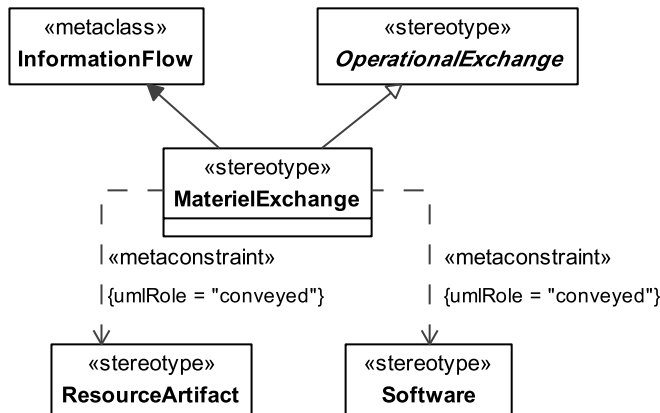 «metaclass»
InformationFlow
«stereotype»
OperationalExchange
«stereotype»
MaterielExchange
«metaconstraint»
{umlRole = "conveyed"}
«metaconstraint»
{umlRole = "conveyed"}
«stereotype»
ResourceArtifact
«stereotype»
Software